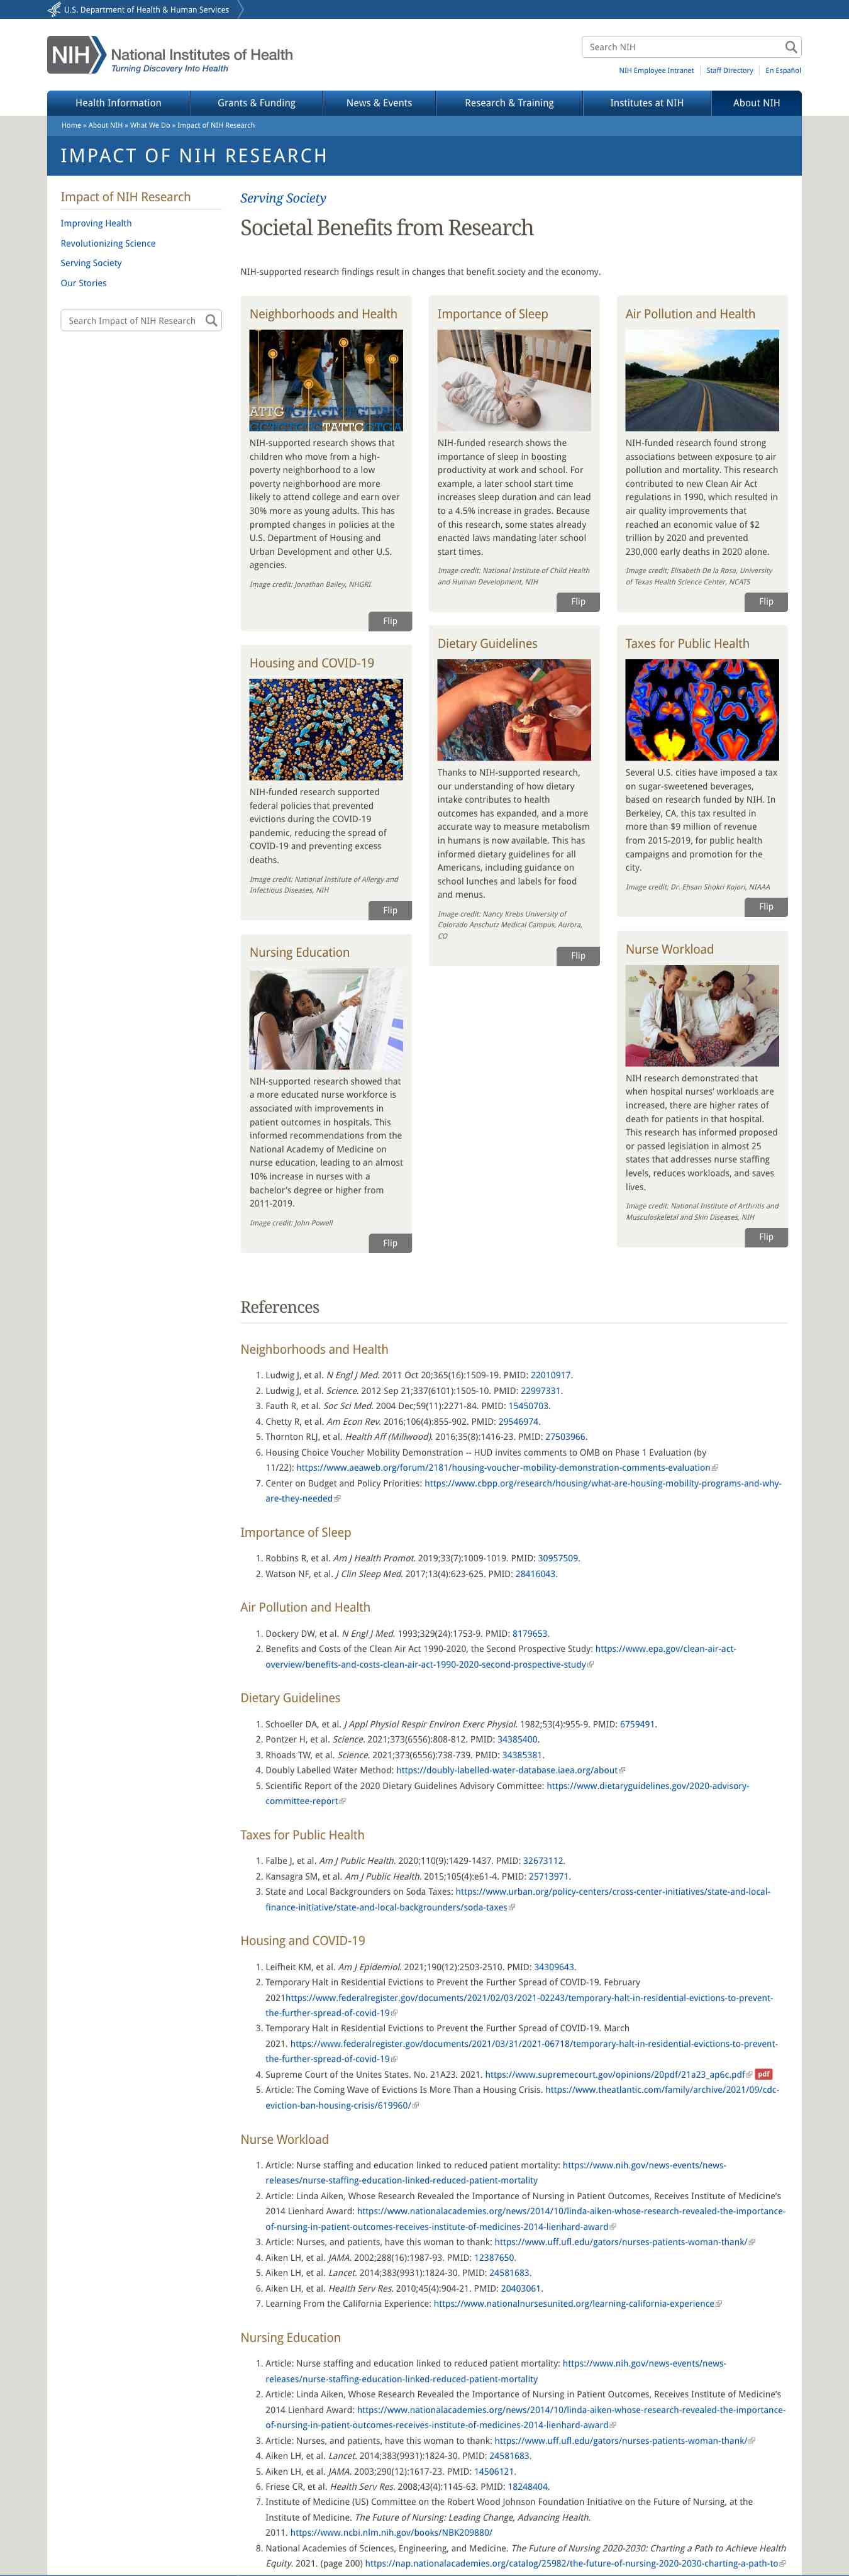 U.S. Department of Health & Human Services
NIH
National Institutes of Health
Turning Discovery Into Health
Search NIH
NIH Employee Intranet
Staff Directory
En Español
Health Information
Grants & Funding
News & Events
Research & Training
Institutes at NIH
About NIH
Home » About NIH » What We Do » Impact of NIH Research
IMPACT OF NIH RESEARCH
Impact of NIH Research
Improving Health
Revolutionizing Science
Serving Society
Our Stories
Search Impact of NIH Research
Serving Society
Societal Benefits from Research
NIH-supported research findings result in changes that benefit society and the economy.
Neighborhoods and Health
ATTG
TATTC
NIH-supported research shows that
children who move from a high-
poverty neighborhood to a low
poverty neighborhood are more
likely to attend college and earn over
30% more as young adults. This has
prompted changes in policies at the
U.S. Department of Housing and
Urban Development and other U.S.
agencies.
Image credit: Jonathan Bailey, NHGRI
Flip
Housing and COVID-19
NIH-funded research supported
federal policies that prevented
evictions during the COVID-19
pandemic, reducing the spread of
COVID-19 and preventing excess
deaths.
Image credit: National Institute of Allergy and
Infectious Diseases, NIH
Flip
Nursing Education
NIH-supported research showed that
a more educated nurse workforce is
associated with improvements in
patient outcomes in hospitals. This
informed recommendations from the
National Academy of Medicine on
nurse education, leading to an almost
10% increase in nurses with a
bachelor's degree or higher from
2011-2019.
Image credit: John Powell
Flip
Importance of Sleep
NIH-funded research shows the
importance of sleep in boosting
productivity at work and school. For
example, a later school start time
increases sleep duration and can lead
to a 4.5% increase in grades. Because
of this research, some states already
enacted laws mandating later school
start times.
Image credit: National Institute of Child Health
and Human Development, NIH
Flip
Dietary Guidelines
Thanks to NIH-supported research,
our understanding of how dietary
intake contributes to health
outcomes has expanded, and a more
accurate way to measure metabolism
in humans is now available. This has
informed dietary guidelines for all
Americans, including guidance on
school lunches and labels for food
and menus.
Image credit: Nancy Krebs University of
Colorado Anschutz Medical Campus, Aurora,
CO
Flip
Air Pollution and Health
NIH-funded research found strong
associations between exposure to air
pollution and mortality. This research
contributed to new Clean Air Act
regulations in 1990, which resulted in
air quality improvements that
reached an economic value of $2
trillion by 2020 and prevented
230,000 early deaths in 2020 alone.
Image credit: Elisabeth De la Rosa, University
of Texas Health Science Center, NCATS
Flip
Taxes for Public Health
Several U.S. cities have imposed a tax
on sugar-sweetened beverages,
based on research funded by NIH. In
Berkeley, CA, this tax resulted in
more than $9 million of revenue
from 2015-2019, for public health
campaigns and promotion for the
city.
Image credit: Dr. Ehsan Shokri Kojori, NIAAA
Flip
Nurse Workload
NIH research demonstrated that
when hospital nurses' workloads are
increased, there are higher rates of
death for patients in that hospital.
This research has informed proposed
or passed legislation in almost 25
states that addresses nurse staffing
levels, reduces workloads, and saves
lives.
Image credit: National Institute of Arthritis and
Musculoskeletal and Skin Diseases, NIH
Flip
References
Neighborhoods and Health
1. Ludwig J, et al. N Engl J Med. 2011 Oct 20;365(16):1509-19. PMID: 22010917.
2. Ludwig J, et al. Science. 2012 Sep 21;337(6101):1505-10. PMID: 22997331.
3. Fauth R, et al. Soc Sci Med. 2004 Dec;59(11):2271-84. PMID: 15450703.
4. Chetty R, et al. Am Econ Rev. 2016;106(4):855-902. PMID: 29546974.
5. Thornton RLJ, et al. Health Aff (Millwood). 2016;35(8):1416-23. PMID: 27503966.
6. Housing Choice Voucher Mobility Demonstration -- HUD invites comments to OMB on Phase 1 Evaluation (by
11/22): https://www.aeaweb.org/forum/2181/housing-voucher-mobility-demonstration-comments-evaluation
7. Center on Budget and Policy Priorities: https://www.cbpp.org/research/housing/what-are-housing-mobility-programs-and-why-
are-they-needed
Importance of Sleep
1. Robbins R, et al. Am J Health Promot. 2019;33(7):1009-1019. PMID: 30957509.
2. Watson NF, et al. J Clin Sleep Med. 2017;13(4):623-625. PMID: 28416043.
Air Pollution and Health
1. Dockery DW, et al. N Engl J Med. 1993;329(24):1753-9. PMID: 8179653.
2. Benefits and Costs of the Clean Air Act 1990-2020, the Second Prospective Study: https://www.epa.gov/clean-air-act-
overview/benefits-and-costs-clean-air-act-1990-2020-second-prospective-study
Dietary Guidelines
1. Schoeller DA, et al. J Appl Physiol Respir Environ Exerc Physiol. 1982;53(4):955-9. PMID: 6759491.
2. Pontzer H, et al. Science. 2021;373(6556):808-812. PMID: 34385400.
3. Rhoads TW, et al. Science. 2021;373(6556):738-739. PMID: 34385381.
4. Doubly Labelled Water Method: https://doubly-labelled-water-database.iaea.org/about
5. Scientific Report of the 2020 Dietary Guidelines Advisory Committee: https://www.dietaryguidelines.gov/2020-advisory-
committee-report
Taxes for Public Health
1. Falbe J, et al. Am J Public Health. 2020;110(9):1429-1437. PMID: 32673112.
2. Kansagra SM, et al. Am J Public Health. 2015;105(4):e61-4. PMID: 25713971.
3. State and Local Backgrounds on Soda Taxes: https://www.urban.org/policy-centers/cross-center-initiatives/state-and-local-
finance-initiative/state-and-local-backgrounders/soda-taxes
Housing and COVID-19
1. Leifheit KM, et al. Am J Epidemiol. 2021;190(12):2503-2510. PMID: 34309643.
2. Temporary Halt in Residential Evictions to Prevent the Further Spread of COVID-19. February
2021https://www.federalregister.gov/documents/2021/02/03/2021-02243/temporary-halt-in-residential-evictions-to-prevent-
the-further-spread-of-covid-19
3. Temporary Halt in Residential Evictions to Prevent the Further Spread of COVID-19. March
2021. https://www.federalregister.gov/documents/2021/03/31/2021-06718/temporary-halt-in-residential-evictions-to-prevent-
the-further-spread-of-covid-19
4. Supreme Court of the Unites States. No. 21A23. 2021. https://www.supremecourt.gov/opinions/20pdf/21a23_ap6c.pdf pdf
5. Article: The Coming Wave of Evictions Is More Than a Housing Crisis. https://www.theatlantic.com/family/archive/2021/09/cdc-
eviction-ban-housing-crisis/619960/
Nurse Workload
1. Article: Nurse staffing and education linked to reduced patient mortality: https://www.nih.gov/news-events/news-
releases/nurse-staffing-education-linked-reduced-patient-mortality
2. Article: Linda Aiken, Whose Research Revealed the Importance of Nursing in Patient Outcomes, Receives Institute of Medicine's
2014 Lienhard Award: https://www.nationalacademies.org/news/2014/10/linda-aiken-whose-research-revealed-the-importance-
of-nursing-in-patient-outcomes-receives-institute-of-medicines-2014-lienhard-award
3. Article: Nurses, and patients, have this woman to thank: https://www.uff.ufl.edu/gators/nurses-patients-woman-thank/
4. Aiken LH, et al. JAMA. 2002;288(16):1987-93. PMID: 12387650.
5. Aiken LH, et al. Lancet. 2014;383(9931):1824-30. PMID: 24581683.
6. Aiken LH, et al. Health Serv Res. 2010;45(4):904-21. PMID: 20403061.
7. Learning From the California Experience: https://www.nationalnursesunited.org/learning-california-experience
Nursing Education
1. Article: Nurse staffing and education linked to reduced patient mortality: https://www.nih.gov/news-events/news-
releases/nurse-staffing-education-linked-reduced-patient-mortality
2. Article: Linda Aiken, Whose Research Revealed the Importance of Nursing in Patient Outcomes, Receives Institute of Medicine's
2014 Lienhard Award: https://www.nationalacademies.org/news/2014/10/linda-aiken-whose-research-revealed-the-importance-
of-nursing-in-patient-outcomes-receives-institute-of-medicines-2014-lienhard-award
3. Article: Nurses, and patients, have this woman to thank: https://www.uff.ufl.edu/gators/nurses-patients-woman-thank/
4. Aiken LH, et al. Lancet. 2014;383(9931):1824-30. PMID: 24581683.
5. Aiken LH, et al. JAMA. 2003;290(12):1617-23. PMID: 14506121.
6. Friese CR, et al. Health Serv Res. 2008;43(4):1145-63. PMID: 18248404.
7. Institute of Medicine (US) Committee on the Robert Wood Johnson Foundation Initiative on the Future of Nursing, at the
Institute of Medicine. The Future of Nursing: Leading Change, Advancing Health.
2011. https://www.ncbi.nlm.nih.gov/books/NBK209880/
8. National Academies of Sciences, Engineering, and Medicine. The Future of Nursing 2020-2030: Charting a Path to Achieve Health
Equity. 2021. (page 200) https://nap.nationalacademies.org/catalog/25982/the-future-of-nursing-2020-2030-charting-a-path-to